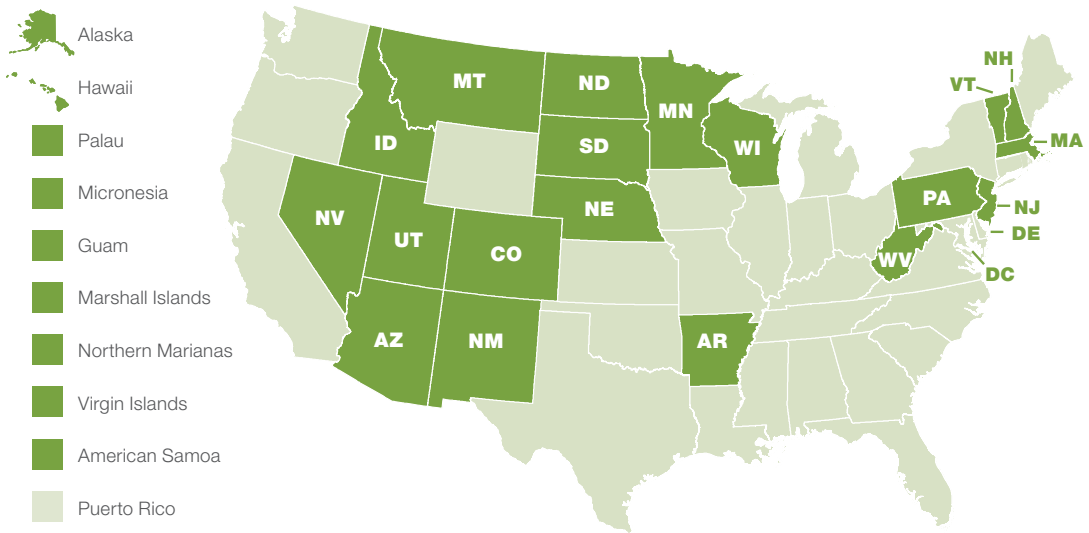 Alaska
Hawaii
Palau
Micronesia
Guam
Marshall Islands
Northern Marianas
Virgin Islands
American Samoa
Puerto Rico
MT
ND
MN
ID
SD
WI
NE
NV
UT
CO
AZ
NM
AR
PA
WV
NH
VT
MA
NJ
DE
DC